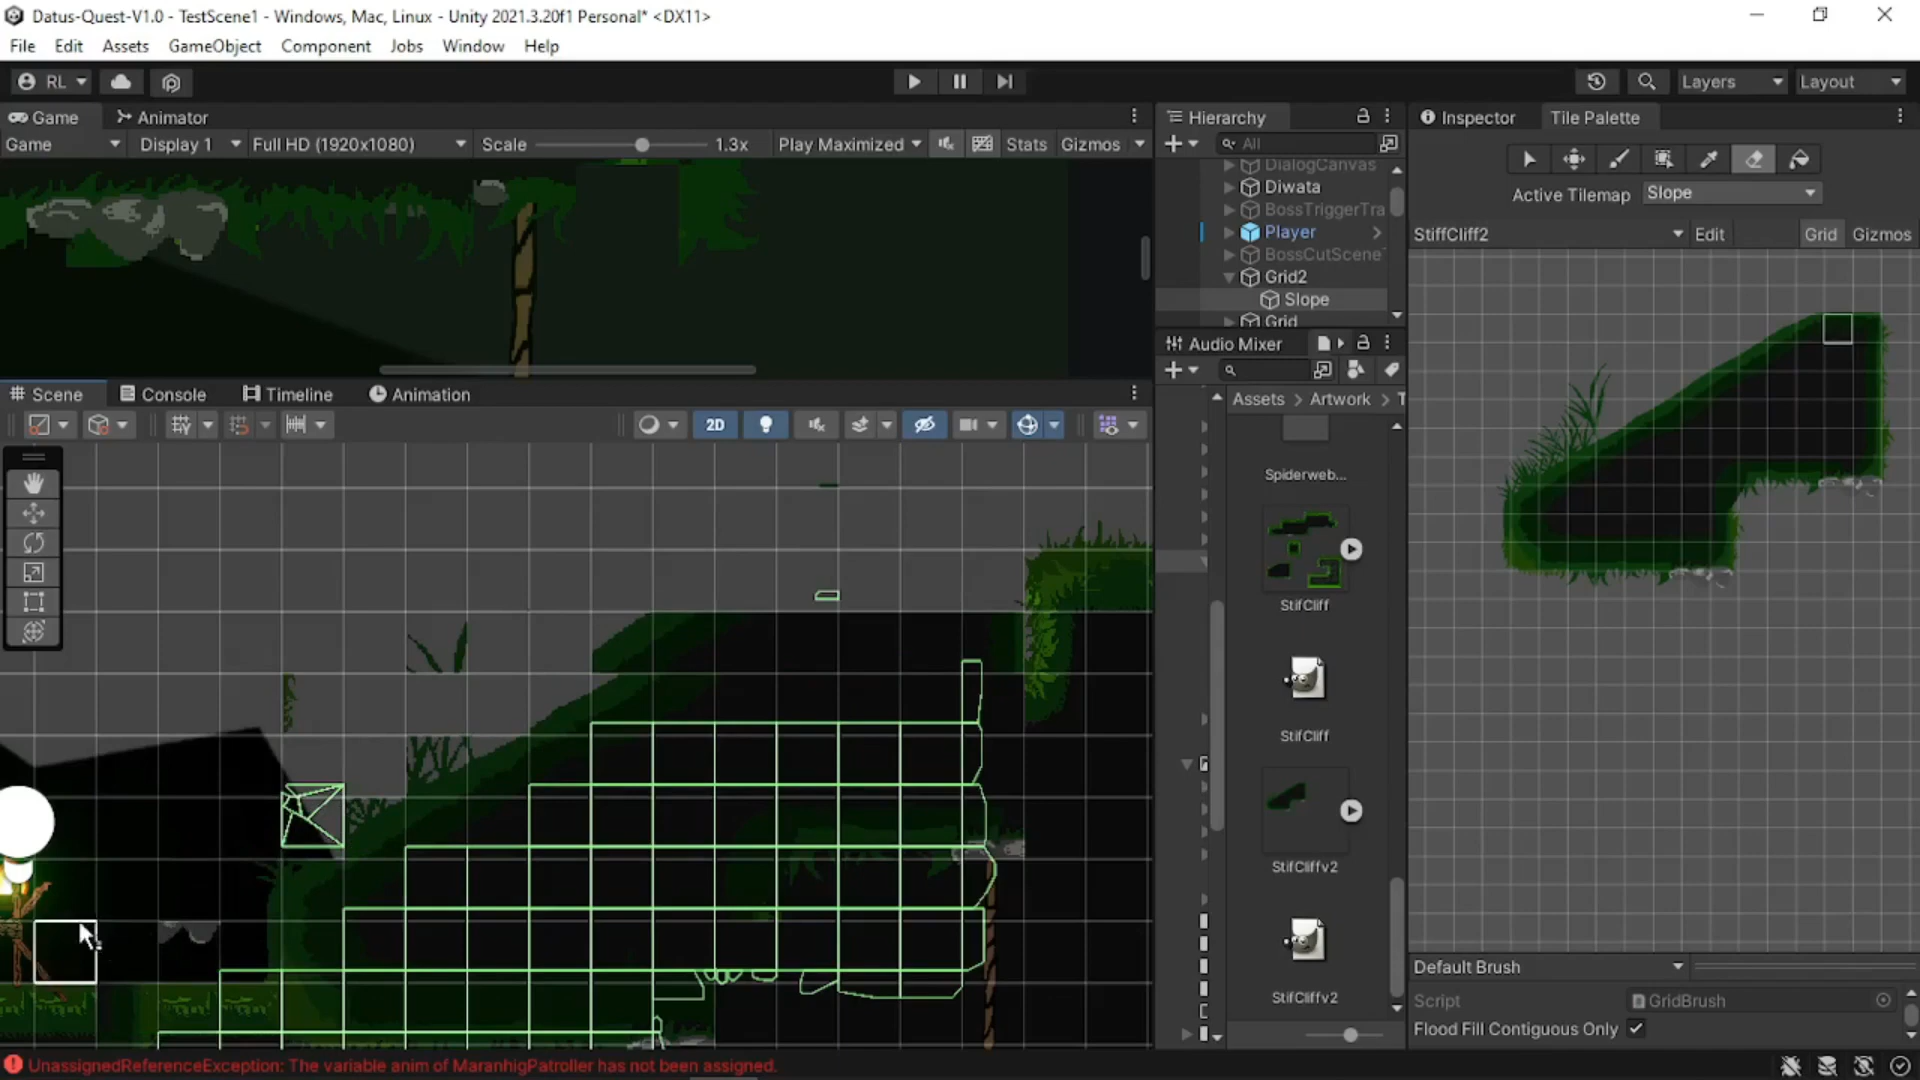 Datus-Quest-V1.0 - TestScene1 - Windows, Mac, Linux - Unity 2021.3.20f1 Personal* <DX11>
File Edit Assets GameObject Component Jobs Window Help
RL Layers Layout
Game Animator
Game Display 1 Full HD (1920x1080) Scale 1.3x Play Maximized Stats Gizmos
Scene Console Timeline Animation
2D
Hierarchy
All
DialogCanvas
Diwata
BossTriggerTra
Player
BossCutScene
Grid2
Slope
Grid
Audio Mixer
Assets > Artwork > T
Spiderweb...
StifCliff
StifCliff
StifCliffv2
StifCliffv2
Inspector Tile Palette
Active Tilemap Slope
StiffCliff2 Edit Grid Gizmos
Default Brush
Script GridBrush
Flood Fill Contiguous Only
UnassignedReferenceException: The variable anim of MaranhigPatroller has not been assigned.